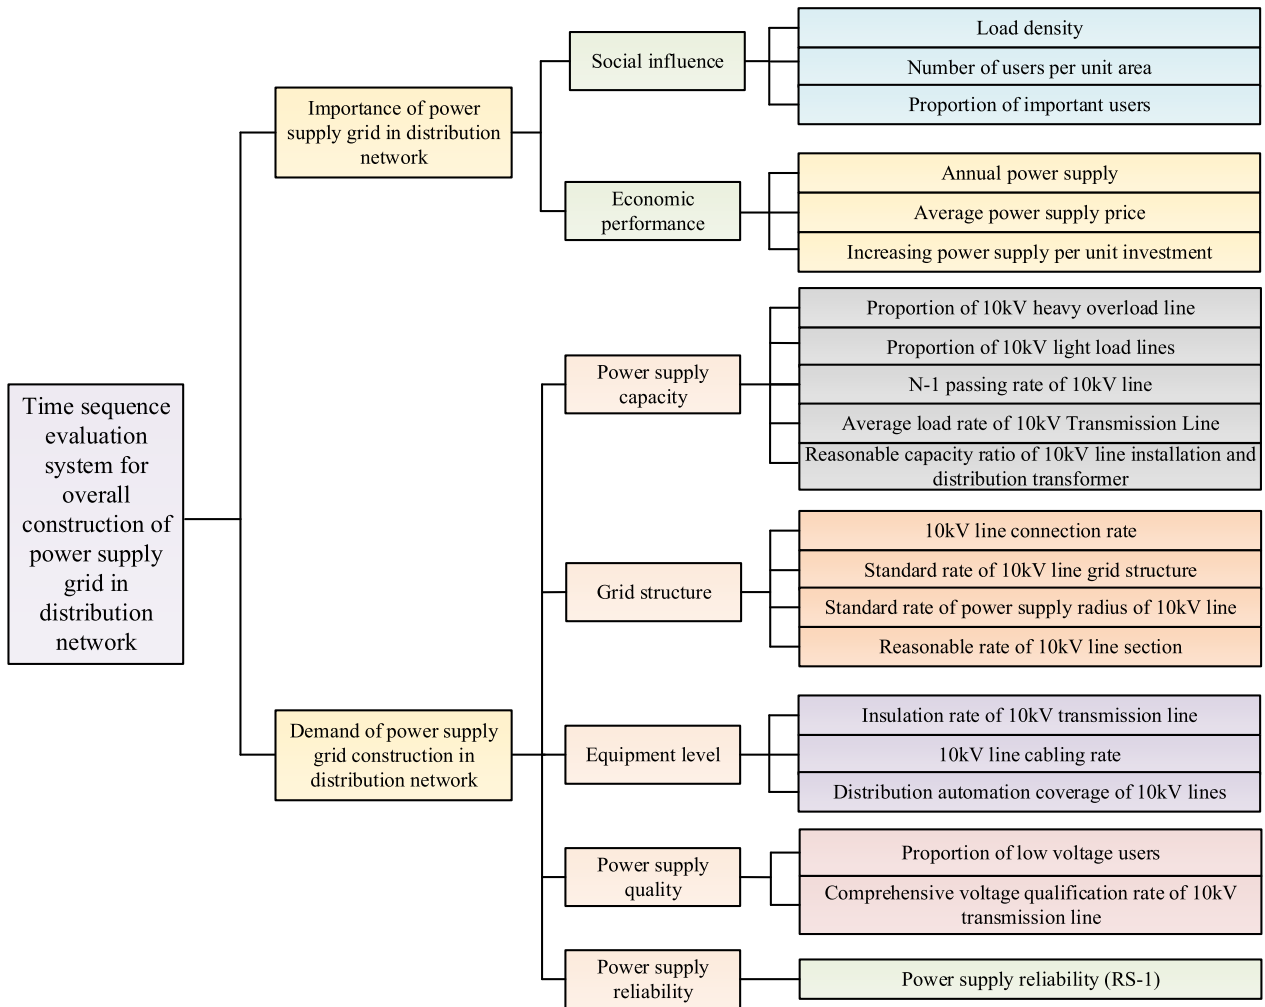 Time sequence
evaluation
system for
overall
construction of
power supply
grid in
distribution
network
Importance of power
supply grid in distribution
network
Social influence
Load density
Number of users per unit area
Proportion of important users
Economic
performance
Annual power supply
Average power supply price
Increasing power supply per unit investment
Demand of power supply
grid construction in
distribution network
Power supply
capacity
Proportion of 10kV heavy overload line
Proportion of 10kV light load lines
N-1 passing rate of 10kV line
Average load rate of 10kV Transmission Line
Reasonable capacity ratio of 10kV line installation and
distribution transformer
Grid structure
10kV line connection rate
Standard rate of 10kV line grid structure
Standard rate of power supply radius of 10kV line
Reasonable rate of 10kV line section
Equipment level
Insulation rate of 10kV transmission line
10kV line cabling rate
Distribution automation coverage of 10kV lines
Power supply
quality
Proportion of low voltage users
Comprehensive voltage qualification rate of 10kV
transmission line
Power supply
reliability
Power supply reliability (RS-1)